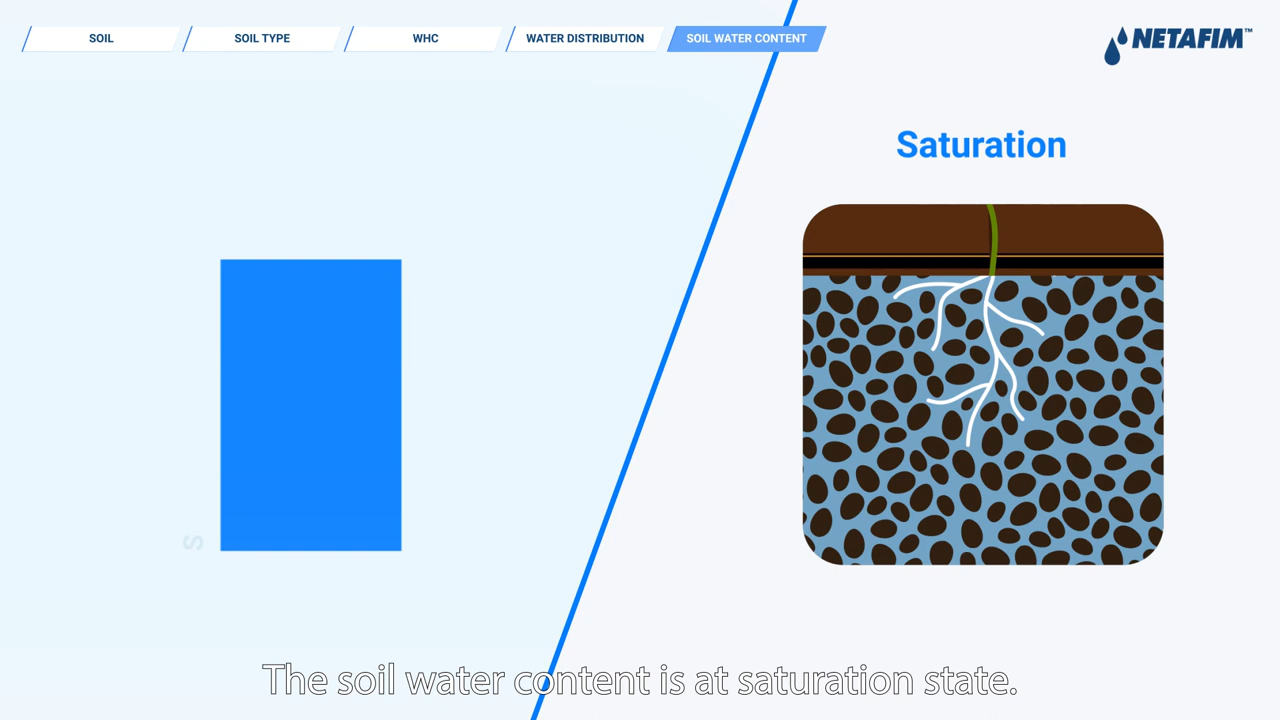 SOIL
SOIL TYPE
WHC
WATER DISTRIBUTION
SOIL WATER CONTENT
NETAFIM™
Saturation
S
The soil water content is at saturation state.